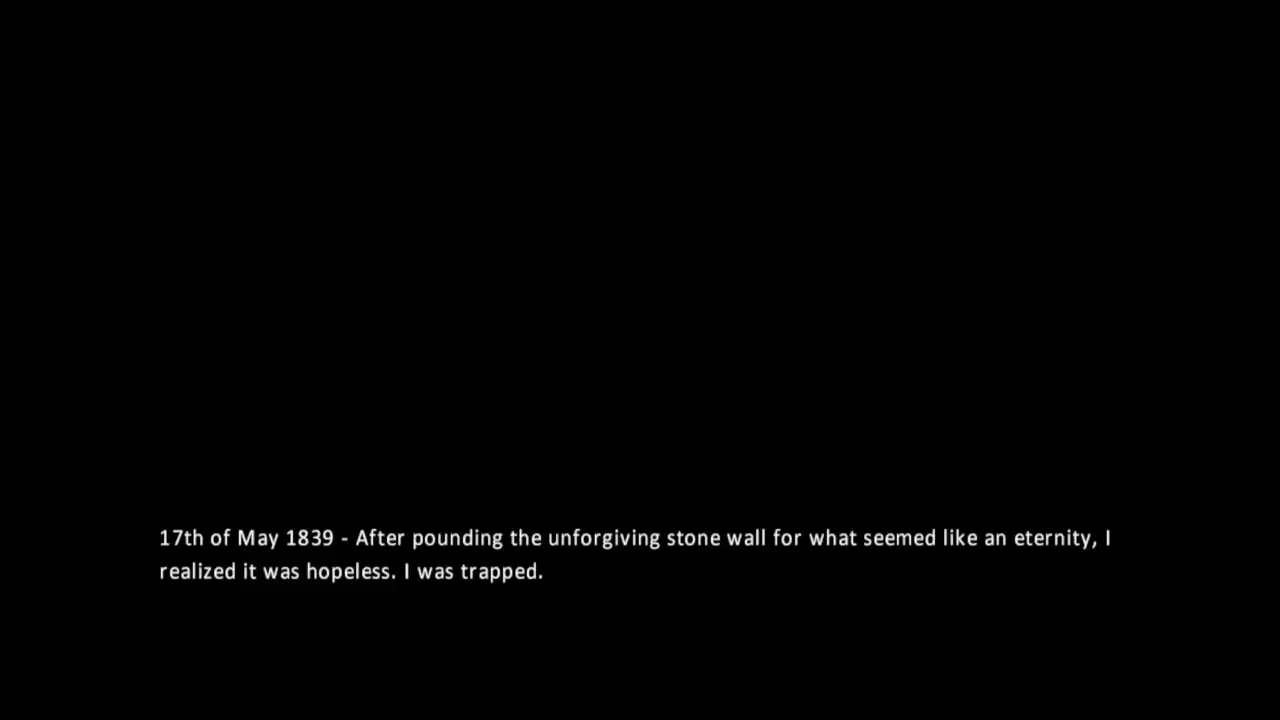 17th of May 1839 - After pounding the unforgiving stone wall for what seemed like an eternity, I
realized it was hopeless. I was trapped.